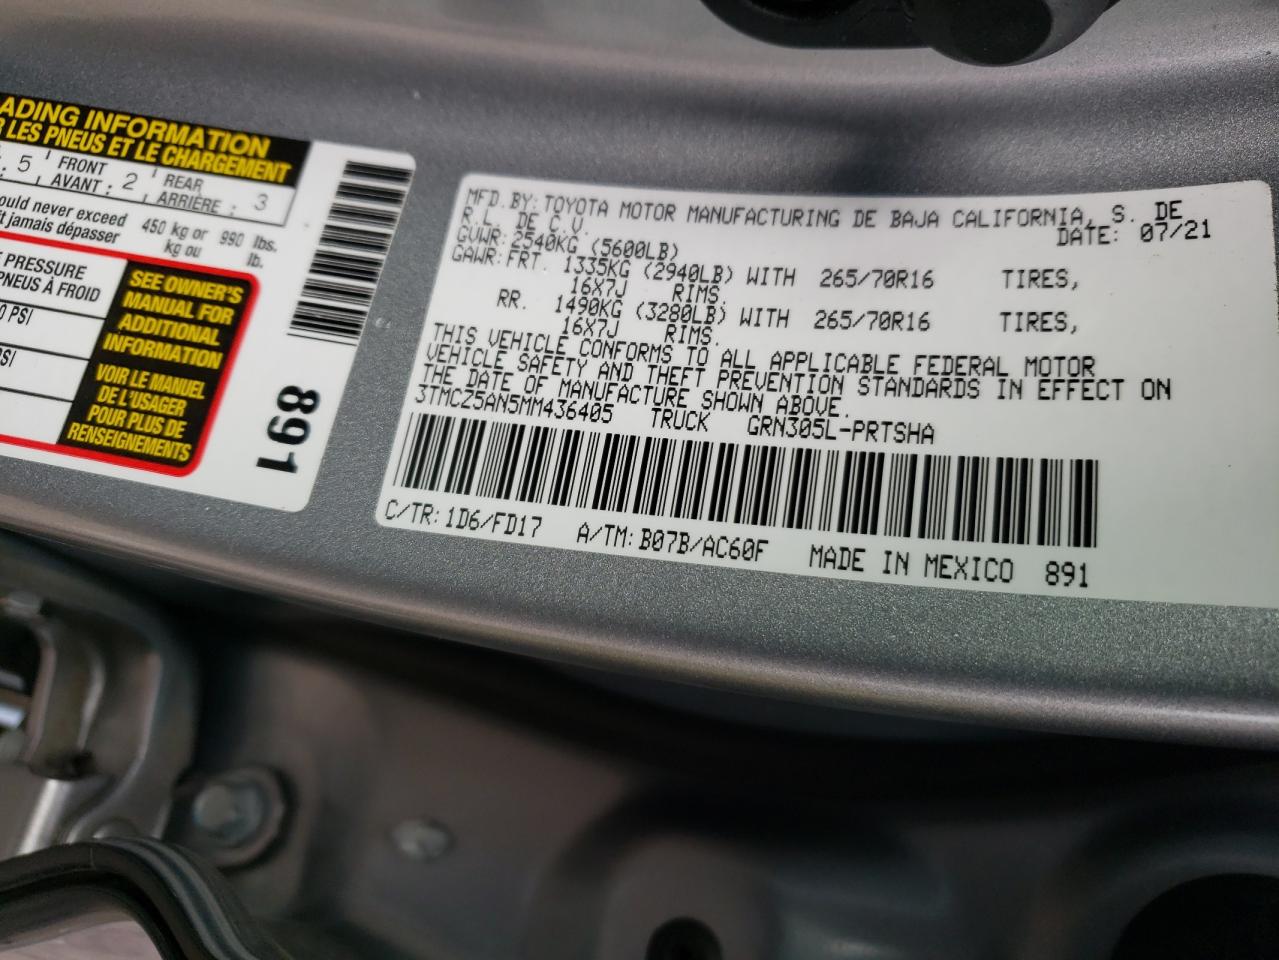 ADING INFORMATION
R LES PNEUS ET LE CHARGEMENT
5 FRONT AVANT : 2 REAR ARRIÈRE : 3
ould never exceed
t jamais dépasser
450 kg or 990 lbs.
kg ou lb.
PRESSURE
PNEUS À FROID
0 PSI
SI
SEE OWNER'S
MANUAL FOR
ADDITIONAL
INFORMATION
VOIR LE MANUEL
DE L'USAGER
POUR PLUS DE
RENSEIGNEMENTS
891
MFD. BY: TOYOTA MOTOR MANUFACTURING DE BAJA CALIFORNIA, S. DE
R.L. DE C.V. DATE: 07/21
GVWR: 2540KG (5600LB)
GAWR: FRT. 1335KG (2940LB) WITH 265/70R16 TIRES,
16X7J RIMS.
RR. 1490KG (3280LB) WITH 265/70R16 TIRES,
16X7J RIMS.
THIS VEHICLE CONFORMS TO ALL APPLICABLE FEDERAL MOTOR
VEHICLE SAFETY AND THEFT PREVENTION STANDARDS IN EFFECT ON
THE DATE OF MANUFACTURE SHOWN ABOVE.
3TMCZ5AN5MM436405 TRUCK GRN305L-PRTSHA
C/TR: 1D6/FD17 A/TM: B07B/AC60F MADE IN MEXICO 891